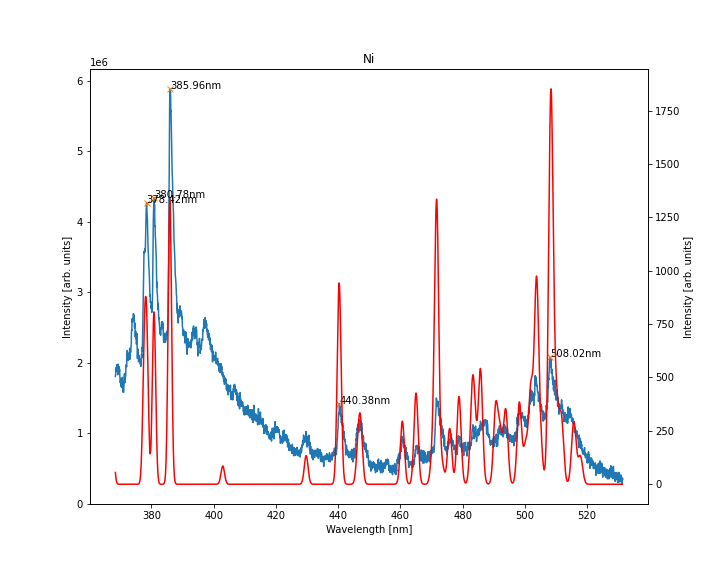 Ni
1e6
385.96nm
380.78nm
378.42nm
440.38nm
508.02nm
6
5
4
3
2
1
0
Intensity [arb. units]
1750
1500
1250
1000
750
500
250
0
Intensity [arb. units]
380 400 420 440 460 480 500 520
Wavelength [nm]